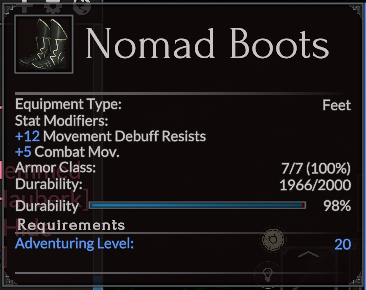 Nomad Boots
Equipment Type: Feet
Stat Modifiers:
+12 Movement Debuff Resists
+5 Combat Mov.
Armor Class: 7/7 (100%)
Durability: 1966/2000
Durability 98%
Requirements
Adventuring Level: 20